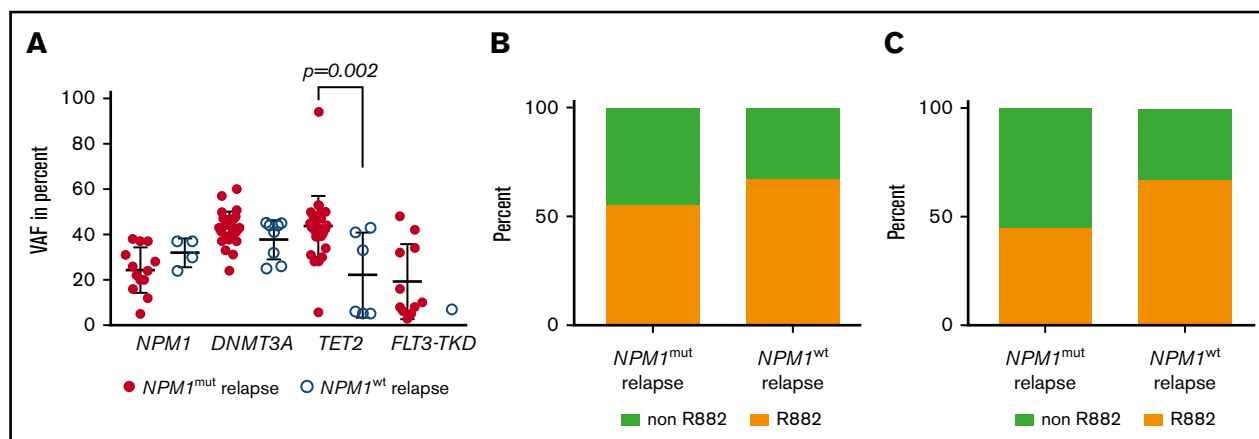 A
p=0.002
VAF in percent
100
80
60
40
20
0
NPM1 DNMT3A TET2 FLT3-TKD
NPM1mut relapse NPM1wt relapse
B
Percent
100
50
0
NPM1mut NPM1wt
relapse relapse
non R882 R882
C
Percent
100
50
0
NPM1mut NPM1wt
relapse relapse
non R882 R882